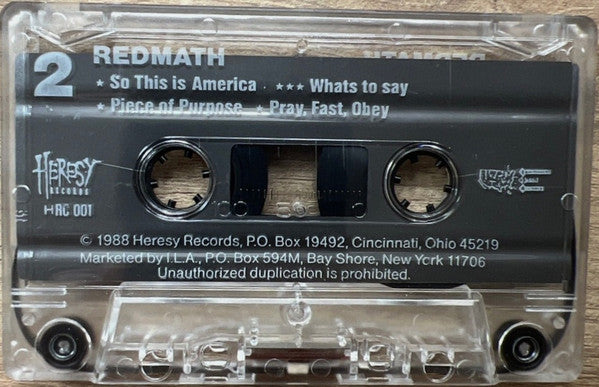 2
REDMATH
★ So This is America ★★★ Whats to say
★ Piece of Purpose ★ Pray, Fast, Obey
HERESY
RECORDS
HRC 001
© 1988 Heresy Records, P.O. Box 19492, Cincinnati, Ohio 45219
Marketed by I.L.A., P.O. Box 594M, Bay Shore, New York 11706
Unauthorized duplication is prohibited.